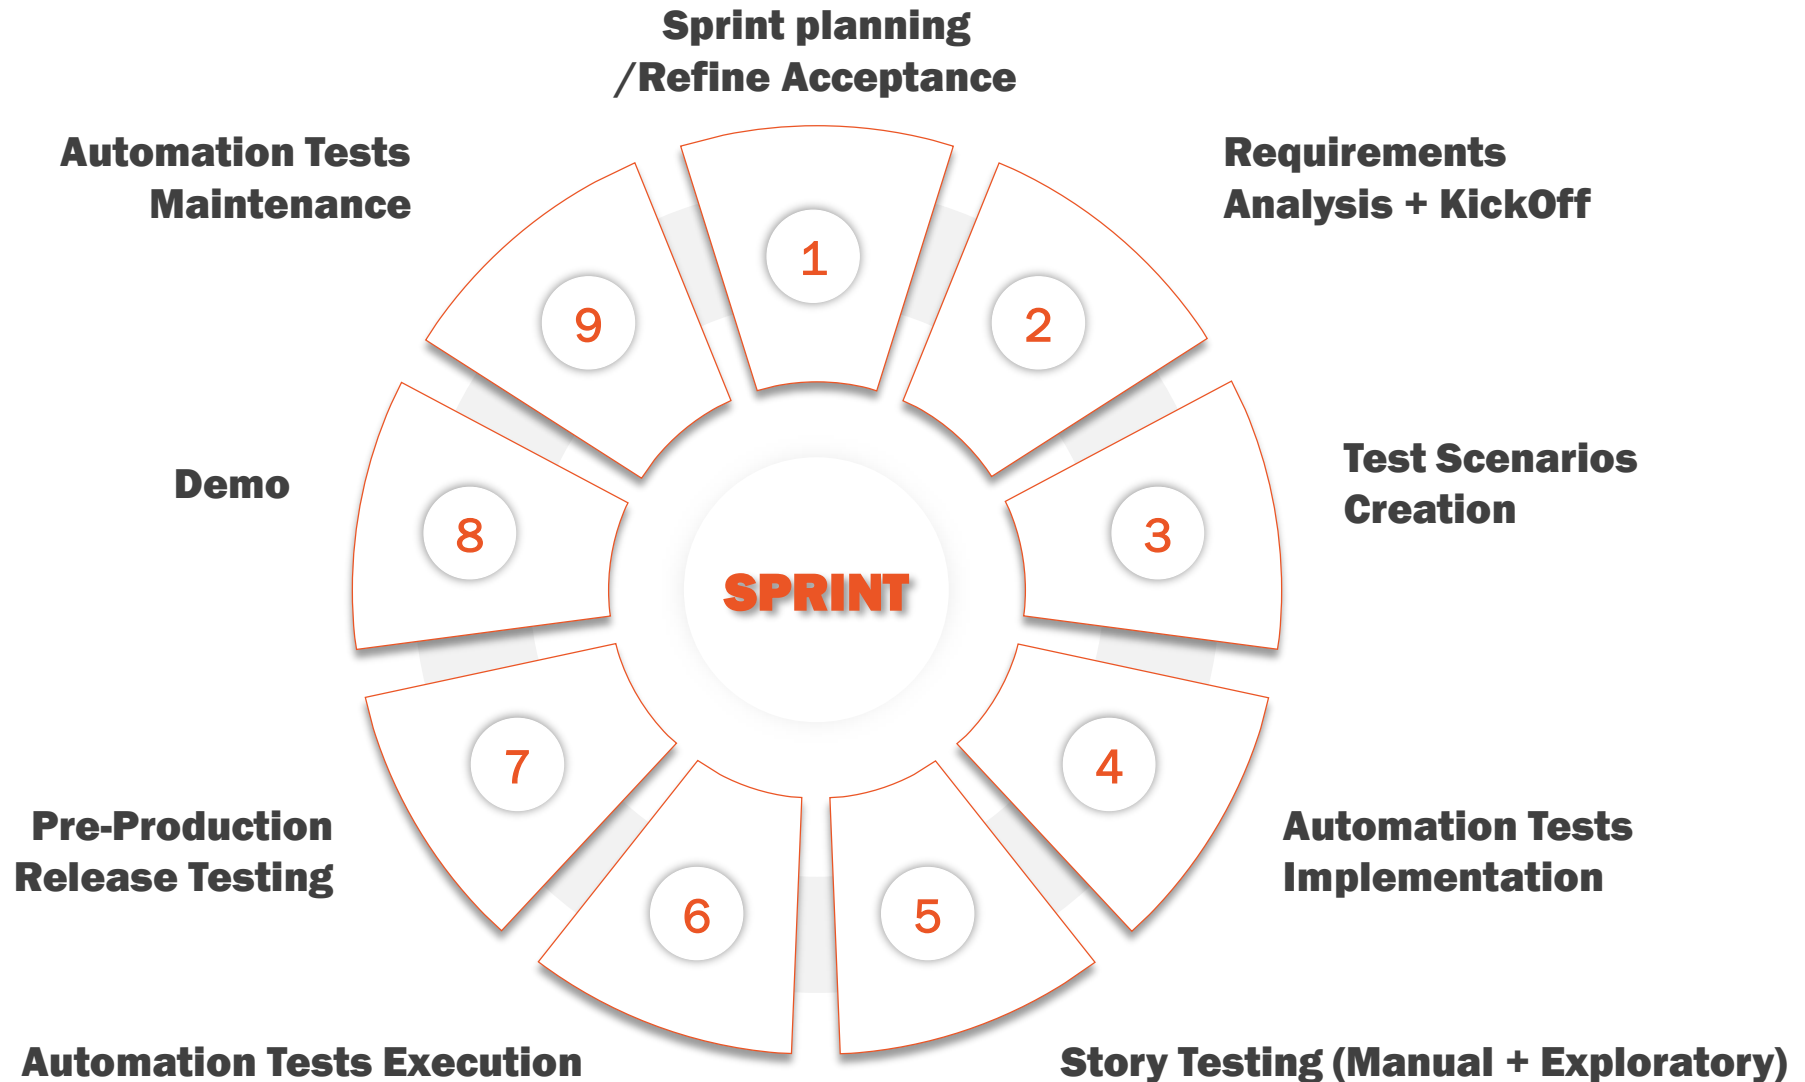 Sprint planning
/Refine Acceptance
1
Requirements
Analysis + KickOff
2
Test Scenarios
Creation
3
Automation Tests
Implementation
4
Story Testing (Manual + Exploratory)
5
Automation Tests Execution
6
Pre-Production
Release Testing
7
Demo
8
Automation Tests
Maintenance
9
SPRINT